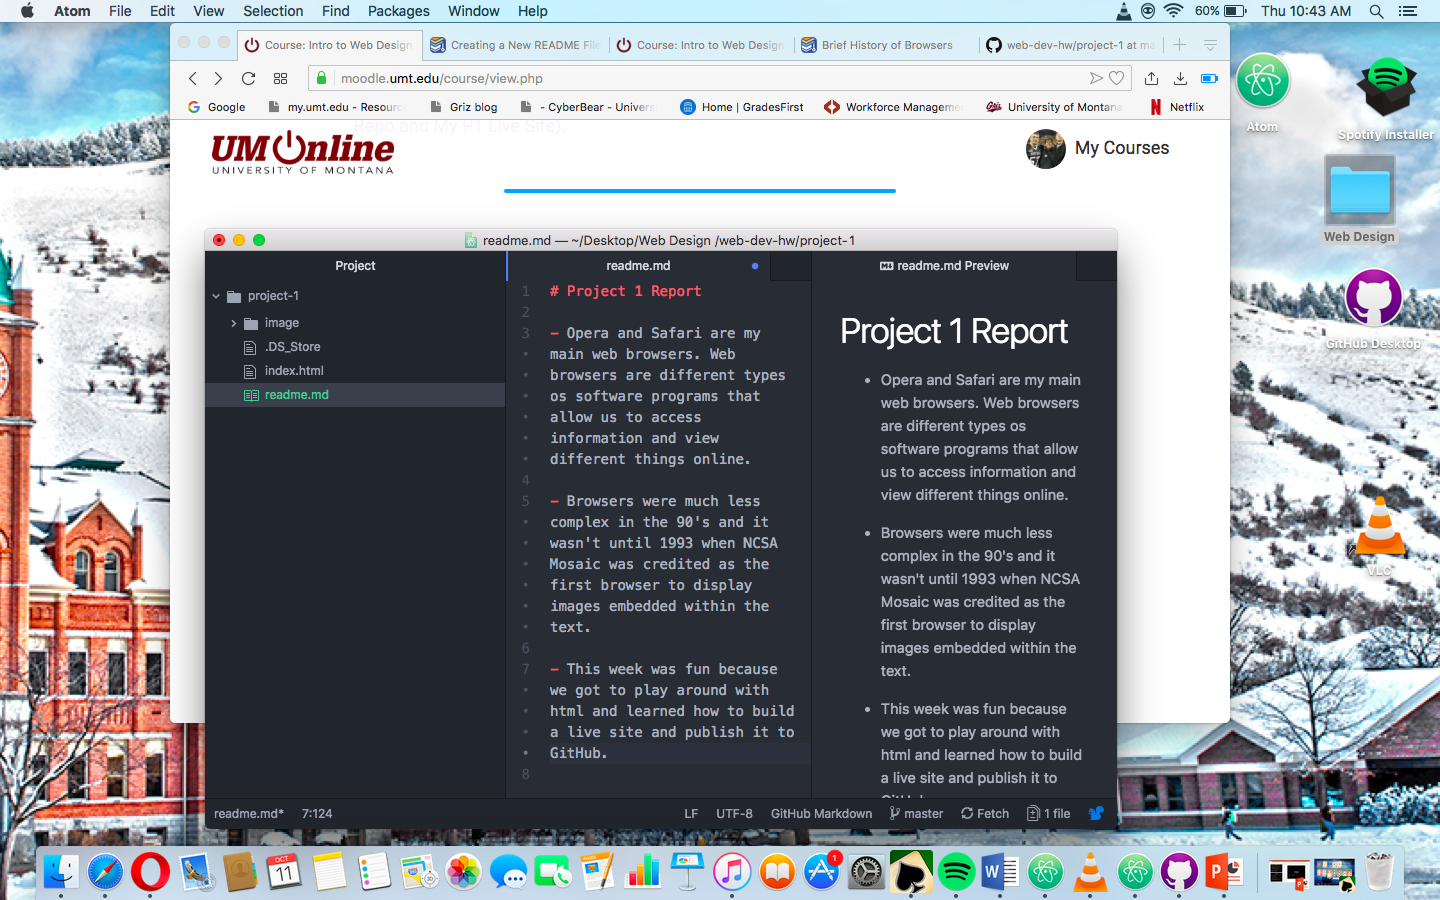 Atom File Edit View Selection Find Packages Window Help 60% Thu 10:43 AM
Course: Intro to Web Design Creating a New README File Course: Intro to Web Design Brief History of Browsers web-dev-hw/project-1 at ma
moodle.umt.edu/course/view.php
Google my.umt.edu - Resourc Griz blog - CyberBear - Univers Home | GradesFirst Workforce Manageme University of Montana Netflix
Repo and My P1 Live Site).
UM Online
UNIVERSITY OF MONTANA
My Courses
Atom
Spotify Installer
Web Design
GitHub Desktop
VLC
readme.md — ~/Desktop/Web Design /web-dev-hw/project-1
Project
project-1
image
.DS_Store
index.html
readme.md
readme.md
1 # Project 1 Report
2
3 - Opera and Safari are my
main web browsers. Web
browsers are different types
os software programs that
allow us to access
information and view
different things online.
4
5 - Browsers were much less
complex in the 90's and it
wasn't until 1993 when NCSA
Mosaic was credited as the
first browser to display
images embedded within the
text.
6
7 - This week was fun because
we got to play around with
html and learned how to build
a live site and publish it to
GitHub.
8
readme.md Preview
Project 1 Report
• Opera and Safari are my main
web browsers. Web browsers
are different types os
software programs that allow
us to access information and
view different things online.
• Browsers were much less
complex in the 90's and it
wasn't until 1993 when NCSA
Mosaic was credited as the
first browser to display
images embedded within the
text.
• This week was fun because
we got to play around with
html and learned how to build
a live site and publish it to
GitHub.
readme.md* 7:124 LF UTF-8 GitHub Markdown master Fetch 1 file
OCT
11
1